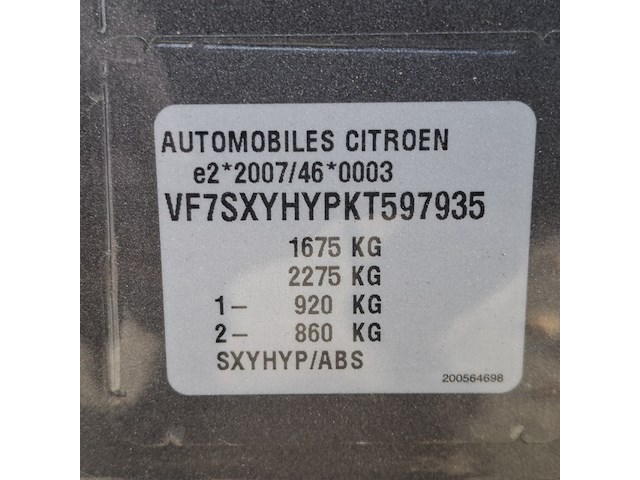 AUTOMOBILES CITROEN
e2*2007/46*0003
VF7SXYHYPKT597935
1675 KG
2275 KG
1- 920 KG
2- 860 KG
SXYHYP/ABS
200564698